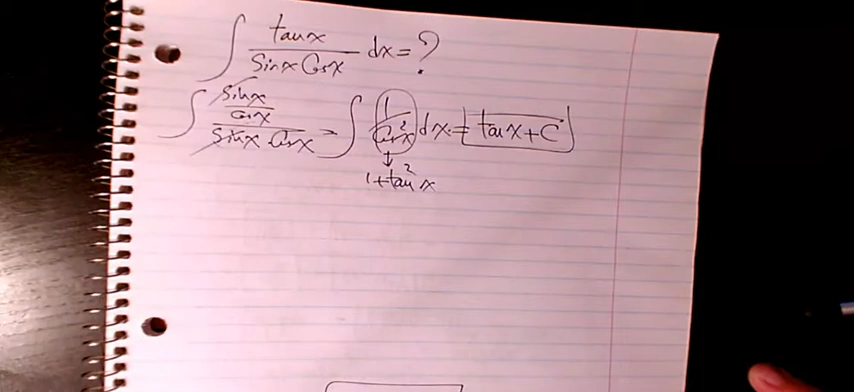 ∫ tanx / (Sinx Cosx) dx = ?
∫ (Sinx / Cosx) / (Sinx . Cosx) = ∫ 1 / Cos²x dx = tanx + C
↓
1 + tan²x